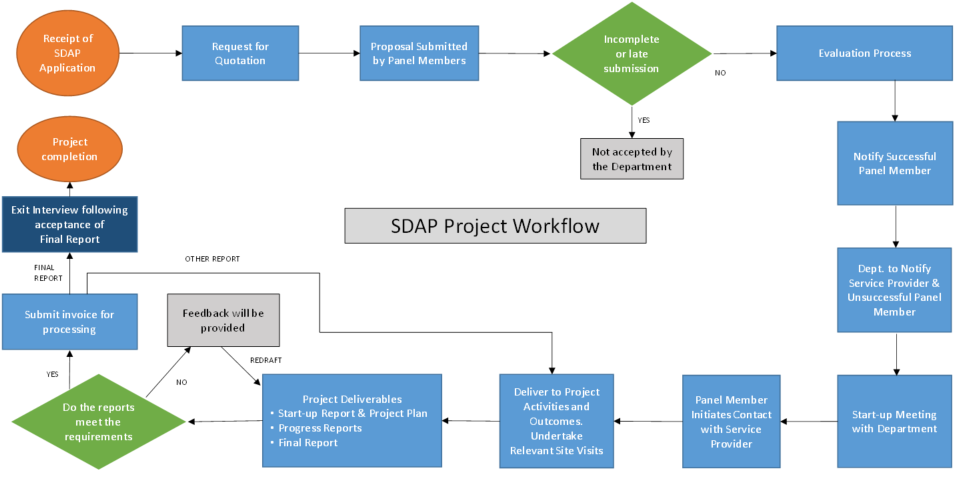 Receipt of
SDAP
Application
Request for
Quotation
Proposal Submitted
by Panel Members
Incomplete
or late
submission
NO
Evaluation Process
YES
Not accepted by
the Department
Notify Successful
Panel Member
Project
completion
Exit Interview following
acceptance of
Final Report
SDAP Project Workflow
Dept. to Notify
Service Provider &
Unsuccessful Panel
Member
FINAL
REPORT
OTHER REPORT
Submit invoice for
processing
Feedback will be
provided
REDRAFT
YES
NO
Do the reports
meet the
requirements
Project Deliverables
• Start-up Report & Project Plan
• Progress Reports
• Final Report
Deliver to Project
Activities and
Outcomes.
Undertake
Relevant Site Visits
Panel Member
Initiates Contact
with Service
Provider
Start-up Meeting
with Department